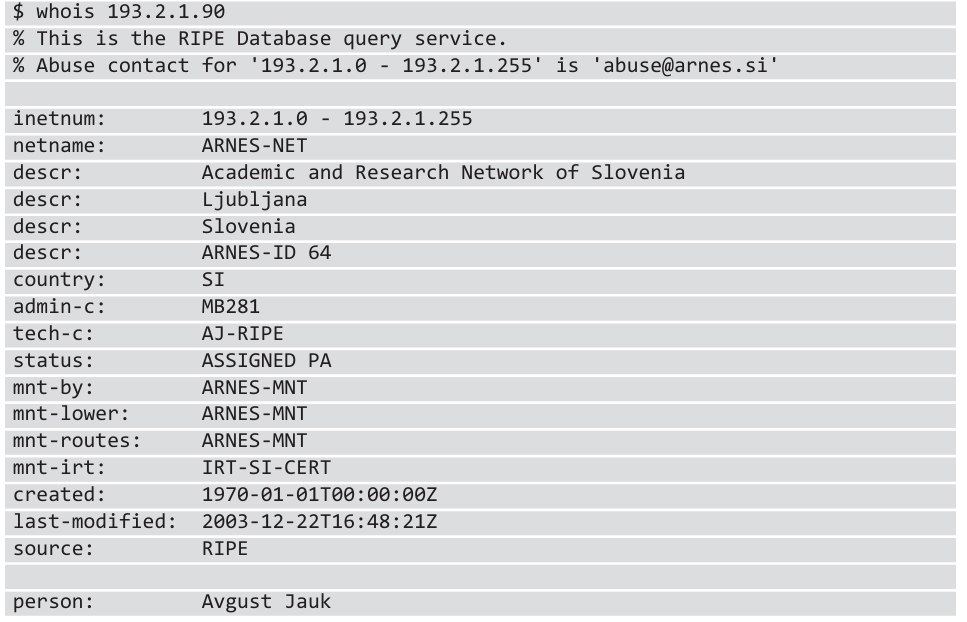 $ whois 193.2.1.90
% This is the RIPE Database query service.
% Abuse contact for '193.2.1.0 - 193.2.1.255' is 'abuse@arnes.si'
inetnum: 193.2.1.0 - 193.2.1.255
netname: ARNES-NET
descr: Academic and Research Network of Slovenia
descr: Ljubljana
descr: Slovenia
descr: ARNES-ID 64
country: SI
admin-c: MB281
tech-c: AJ-RIPE
status: ASSIGNED PA
mnt-by: ARNES-MNT
mnt-lower: ARNES-MNT
mnt-routes: ARNES-MNT
mnt-irt: IRT-SI-CERT
created: 1970-01-01T00:00:00Z
last-modified: 2003-12-22T16:48:21Z
source: RIPE
person: Avgust Jauk